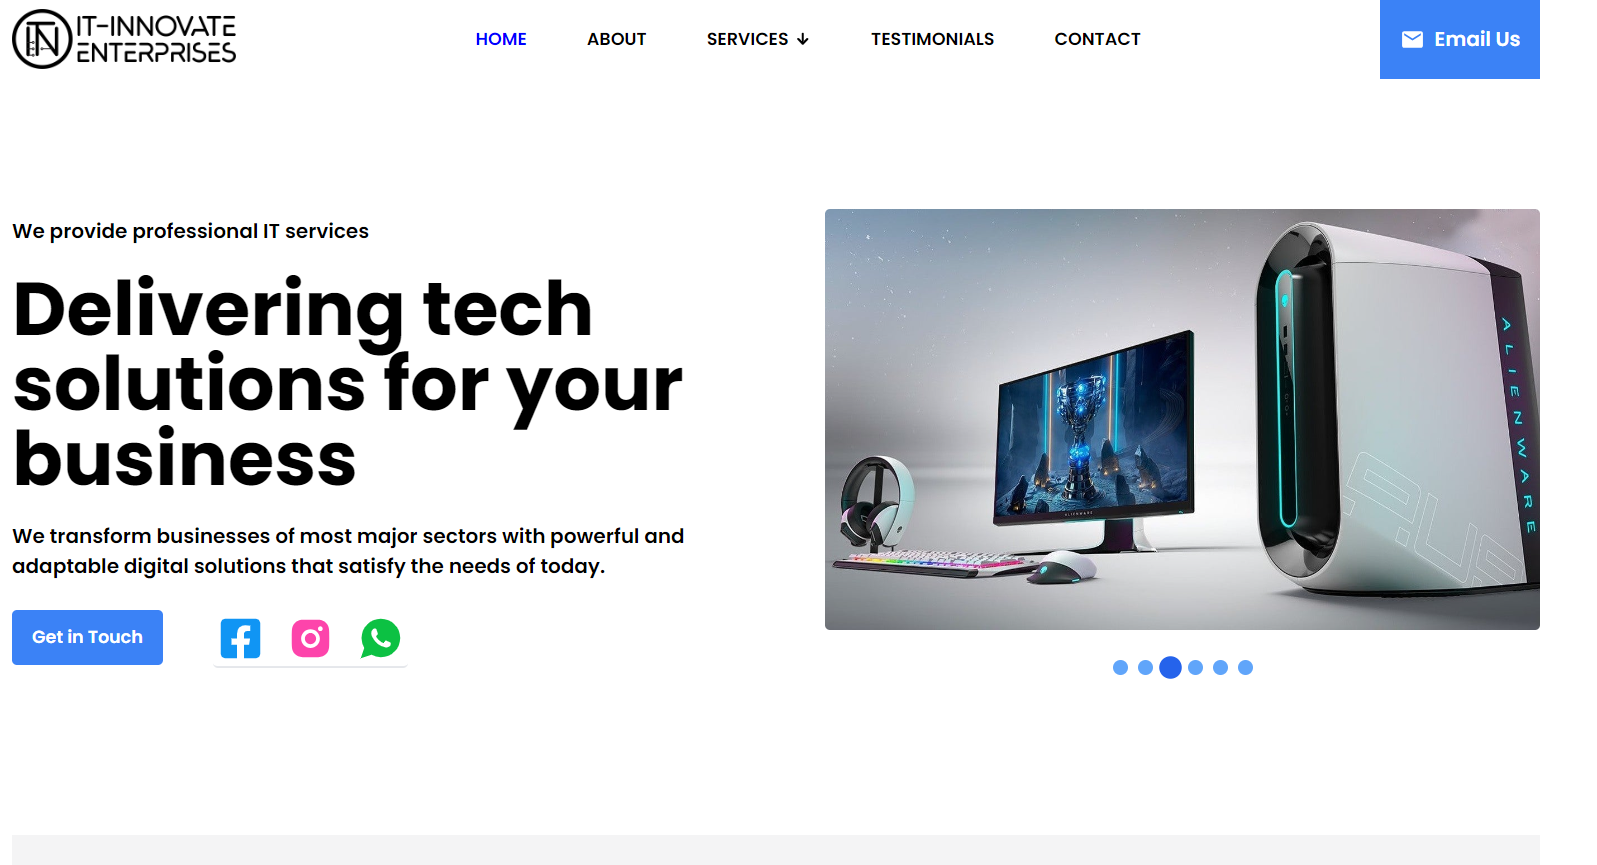 IT-INNOVATE
ENTERPRISES
HOME
ABOUT
SERVICES
TESTIMONIALS
CONTACT
Email Us
We provide professional IT services
Delivering tech
solutions for your
business
We transform businesses of most major sectors with powerful and
adaptable digital solutions that satisfy the needs of today.
Get in Touch
ALIENWARE
ALIENWARE